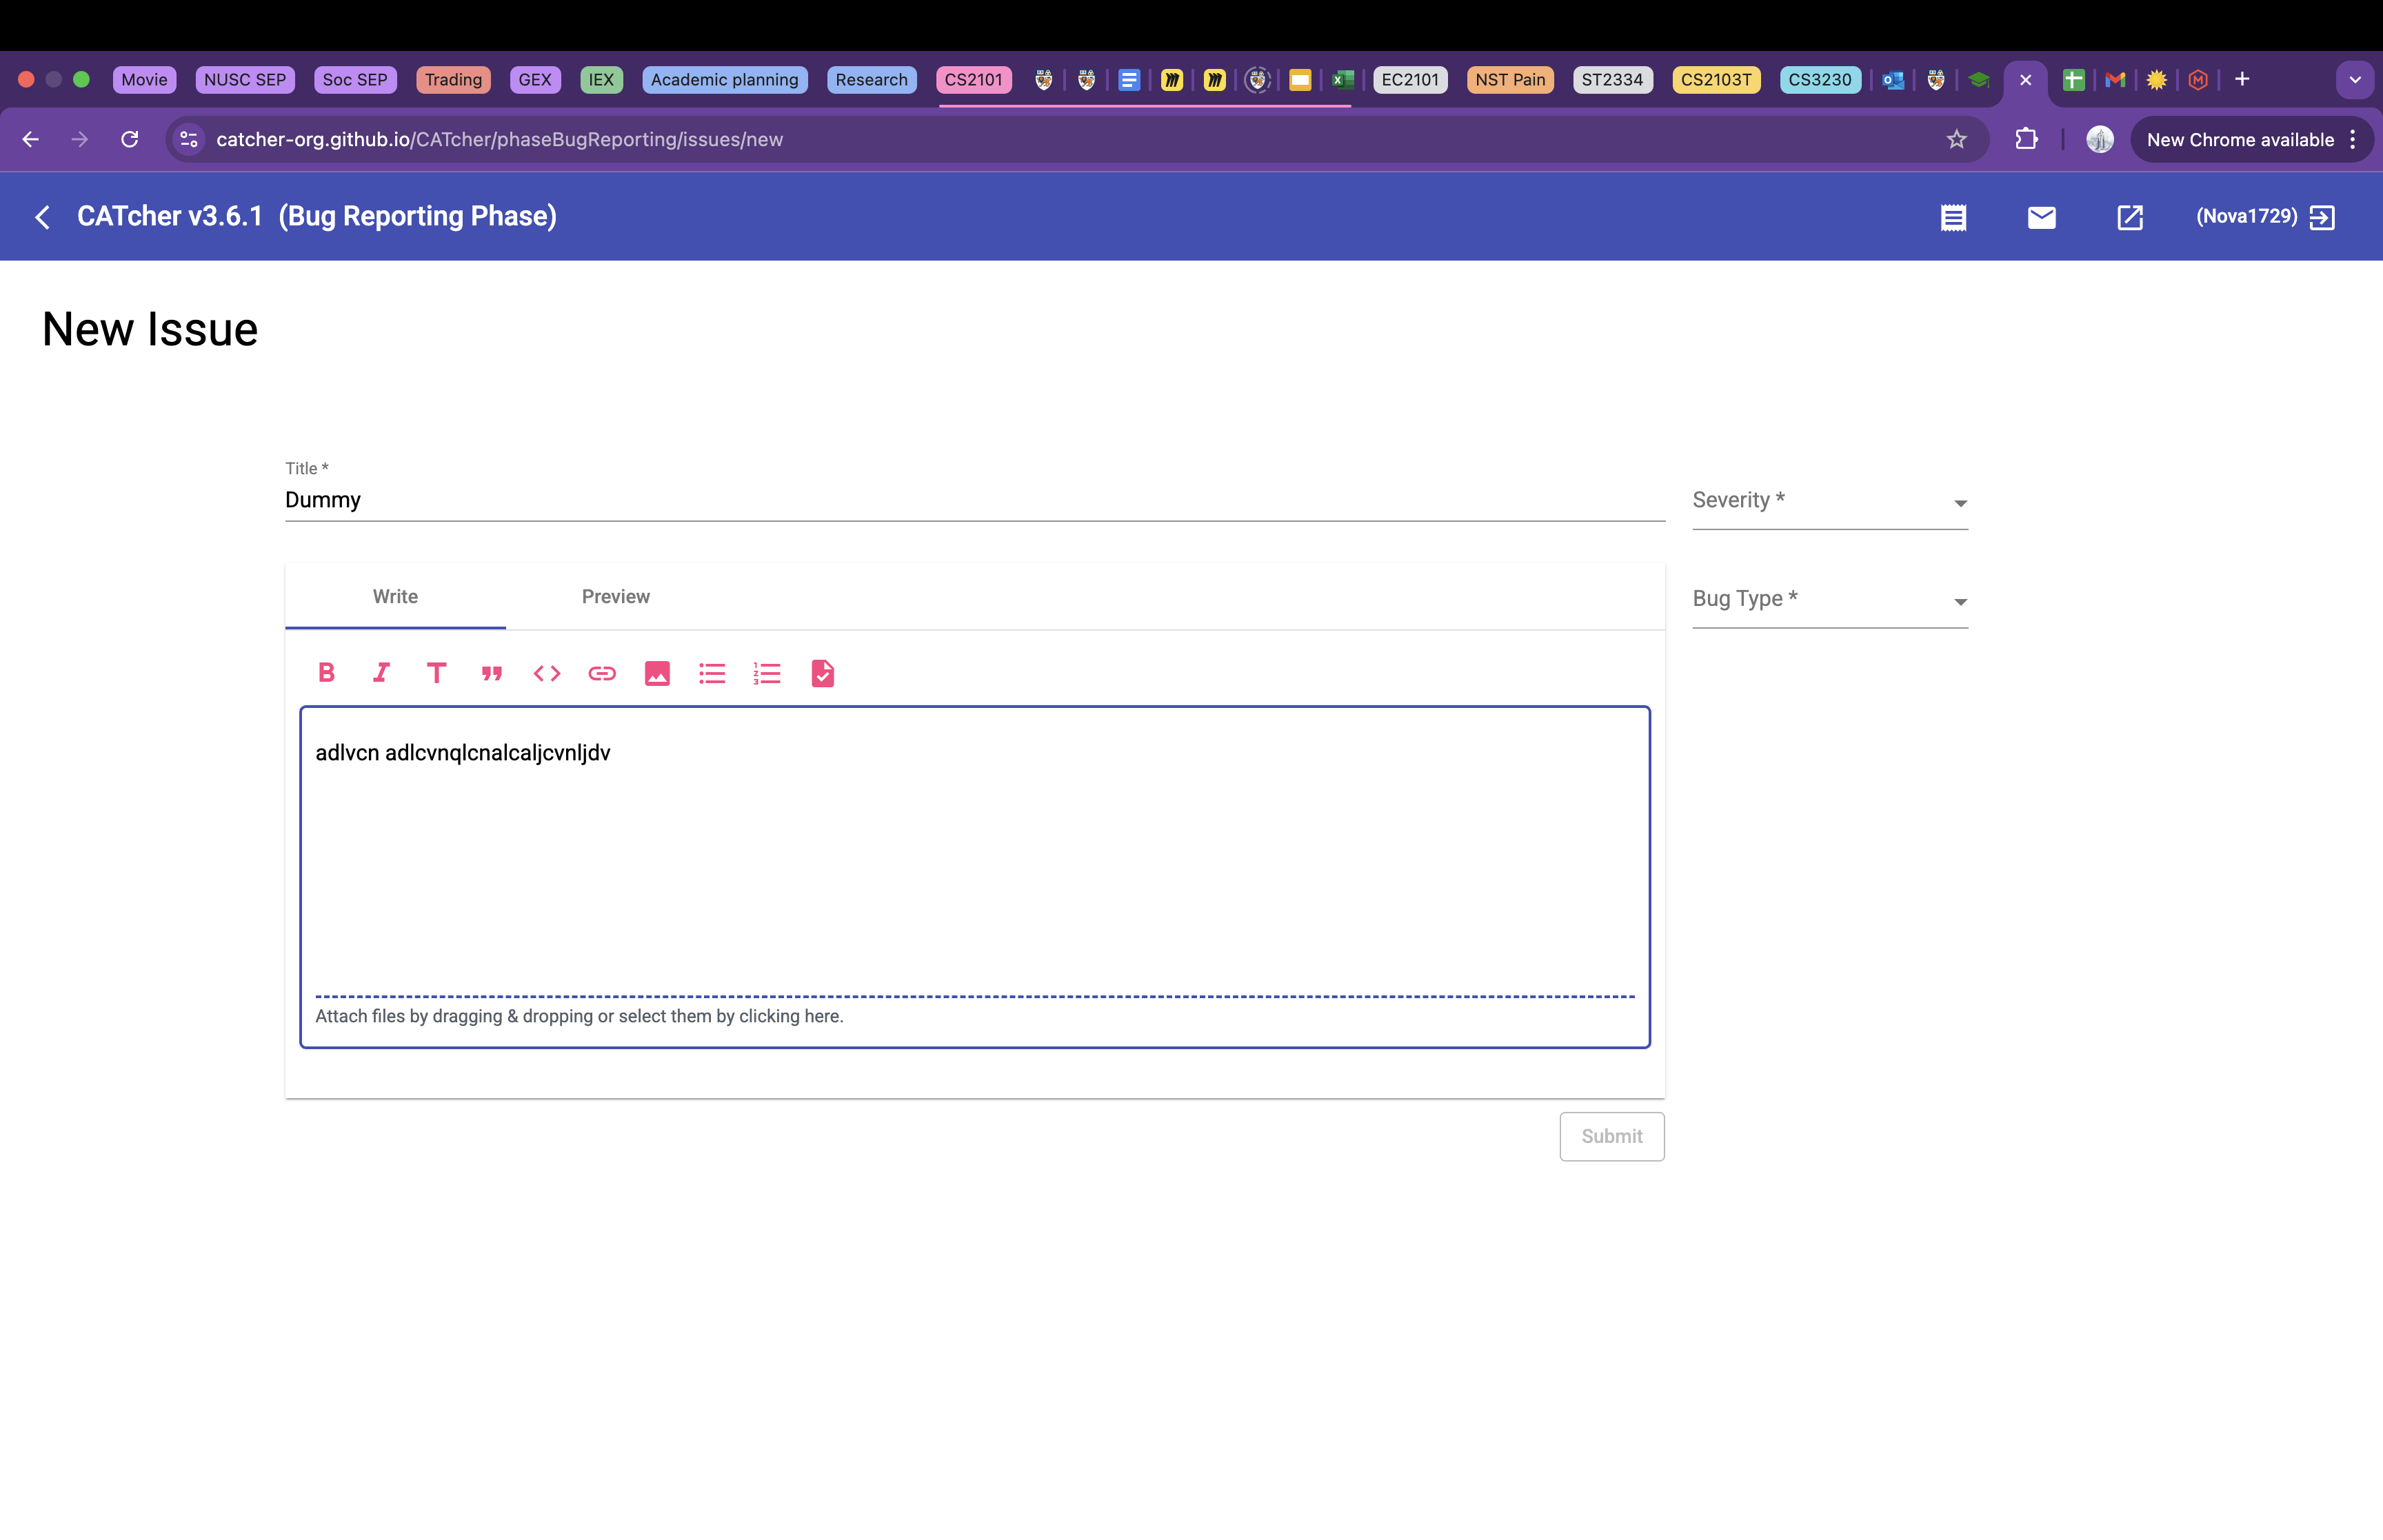 Movie NUSC SEP Soc SEP Trading GEX IEX Academic planning Research CS2101 EC2101 NST Pain ST2334 CS2103T CS3230
catcher-org.github.io/CATcher/phaseBugReporting/issues/new New Chrome available
CATcher v3.6.1 (Bug Reporting Phase) (Nova1729)
New Issue
Title *
Dummy
Severity *
Write Preview
Bug Type *
adlvcn adlcvnqlcnalcaljcvnljdv
Attach files by dragging & dropping or select them by clicking here.
Submit